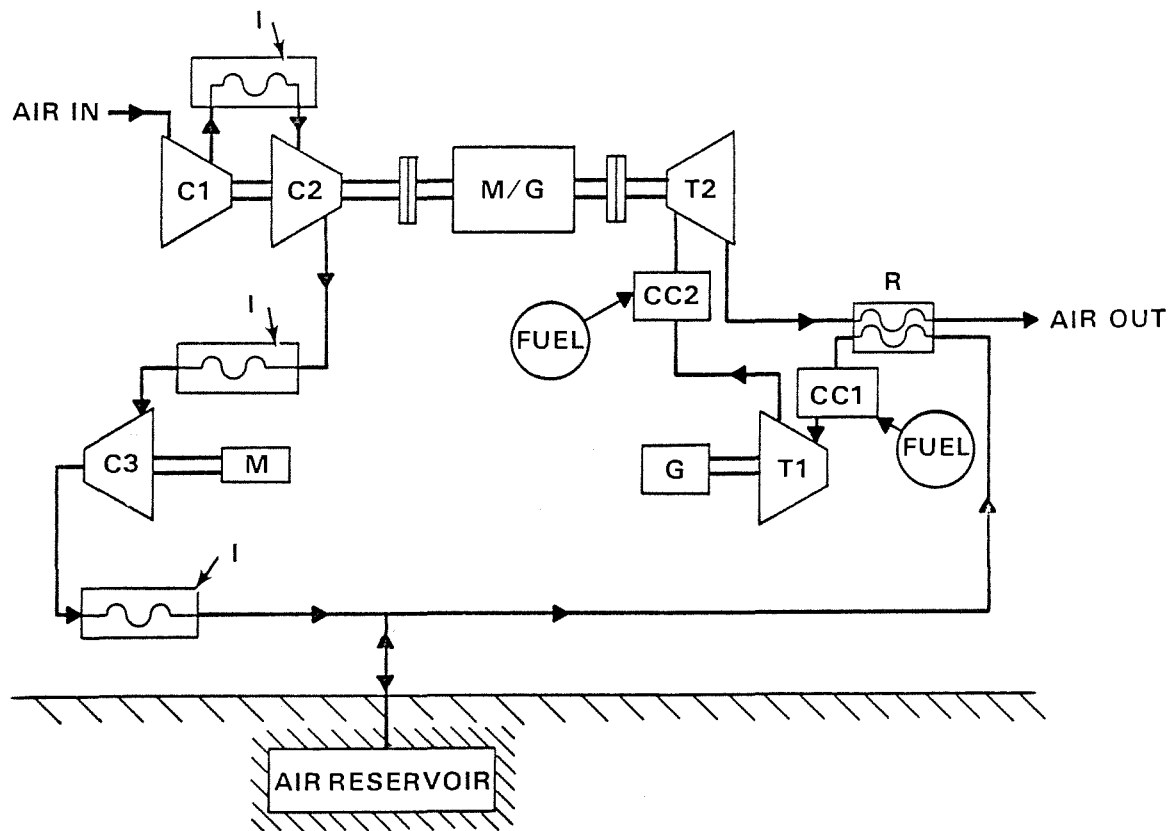 I
AIR IN
C1
C2
M/G
T2
I
CC2
R
FUEL
AIR OUT
CC1
FUEL
C3
M
G
T1
I
AIR RESERVOIR